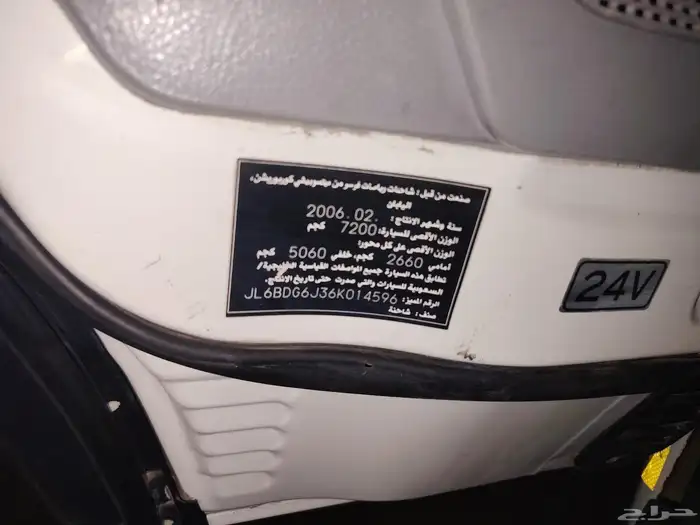 صنعت من قبل: شاحنات وباصات فوسو من ميتسوبيشي كوربوريشن،
اليابان
سنة وشهر الانتاج: 2006.02.
الوزن الأقصى للسيارة: 7200 كجم
الوزن الأقصى على كل محور:
أمامي 2660 كجم، خلفي 5060 كجم
تطابق هذه السيارة جميع المواصفات القياسية الخليجية/
السعودية للسيارات والتي صدرت حتى تاريخ الانتاج.
الرقم المميز: JL6BDG6J36K014596
صنف: شاحنة
24V
حراج